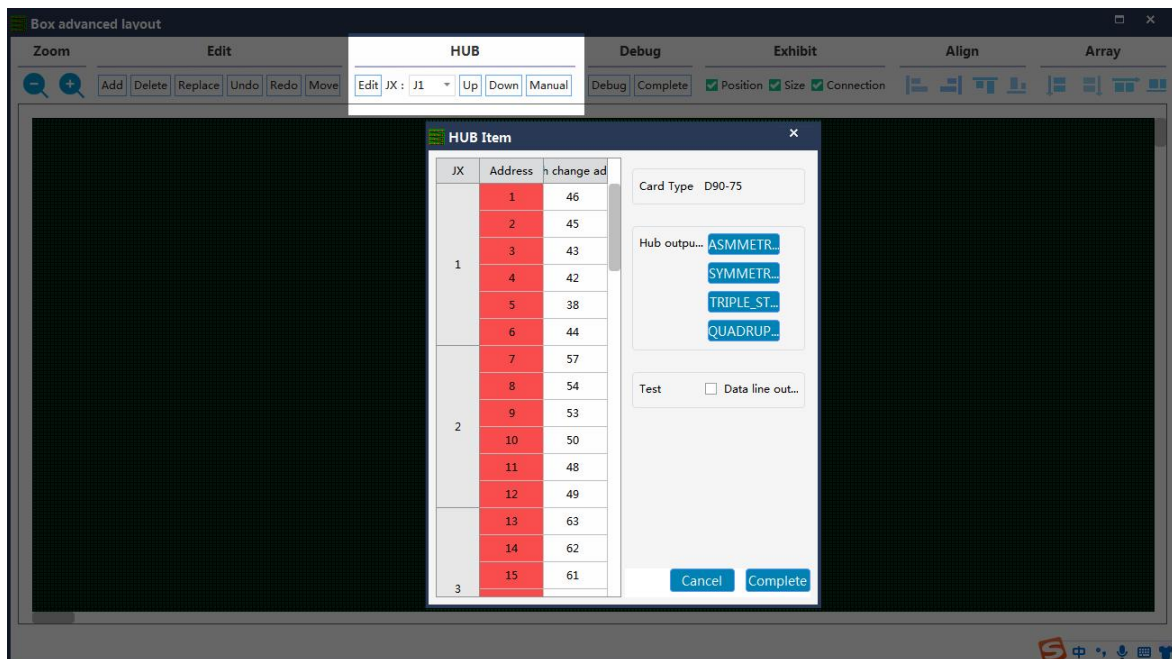 Box advanced layout
Zoom Edit HUB Debug Exhibit Align Array
Add Delete Replace Undo Redo Move Edit JX : J1 Up Down Manual Debug Complete Position Size Connection
HUB Item
JX Address h change ad
1 46
2 45
3 43
1
4 42
5 38
6 44
7 57
8 54
9 53
2
10 50
11 48
12 49
13 63
14 62
15 61
3
Card Type D90-75
Hub outpu... ASMMETR...
SYMMETR...
TRIPLE_ST...
QUADRUP...
Test Data line out...
Cancel Complete
S 中